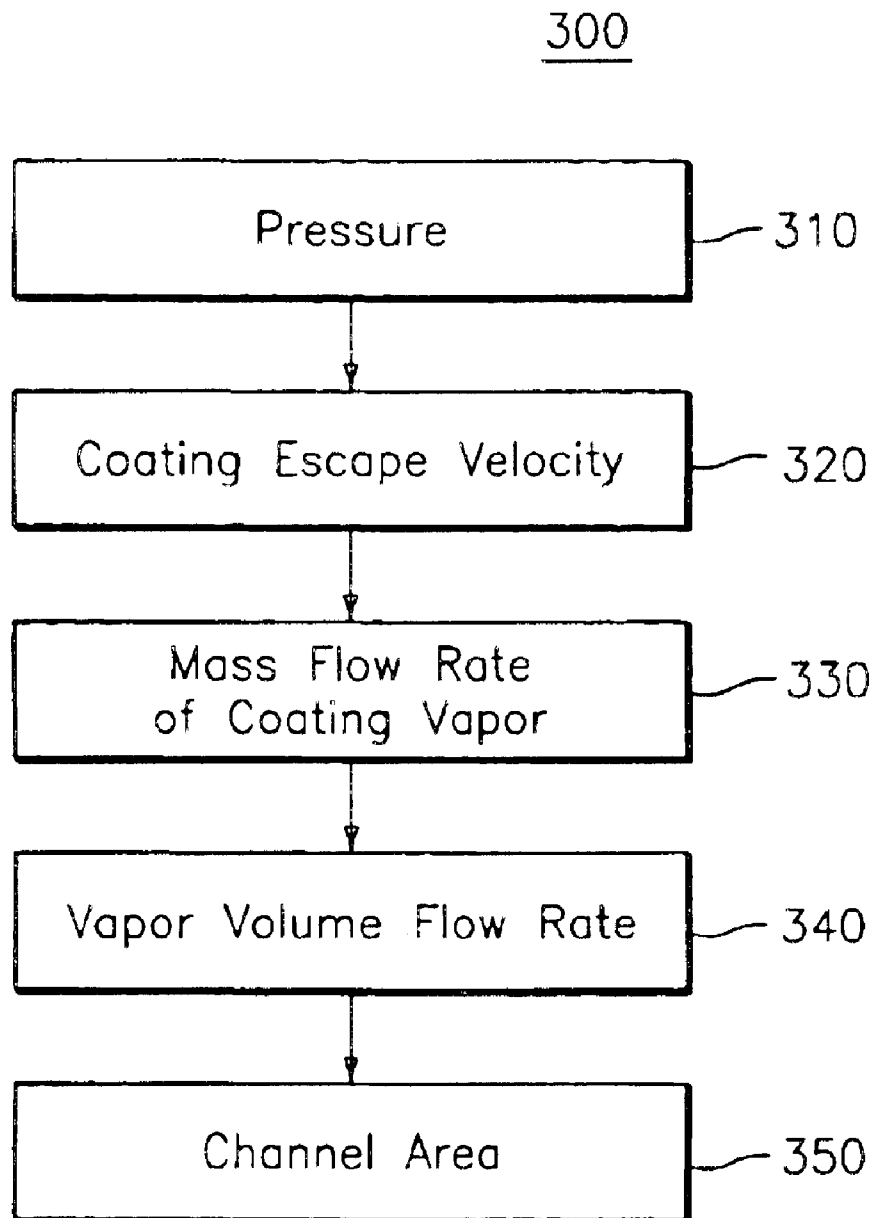 300
Pressure
310
Coating Escape Velocity
320
Mass Flow Rate
of Coating Vapor
330
Vapor Volume Flow Rate
340
Channel Area
350